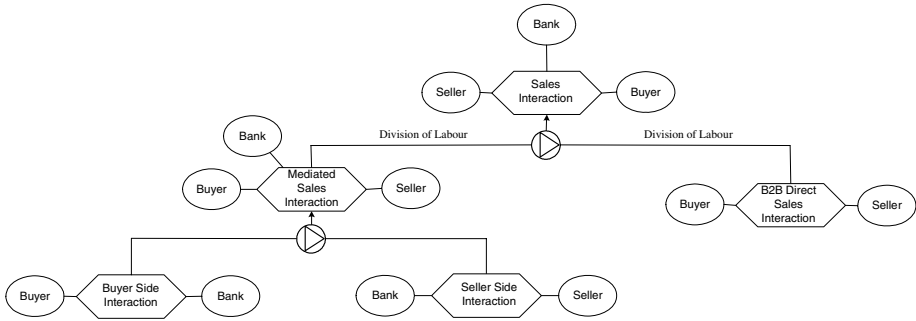 Bank
Seller
Sales
Interaction
Buyer
Division of Labour
Division of Labour
Bank
Buyer
Mediated
Sales
Interaction
Seller
Buyer
B2B Direct
Sales
Interaction
Seller
Buyer
Buyer Side
Interaction
Bank
Bank
Seller Side
Interaction
Seller